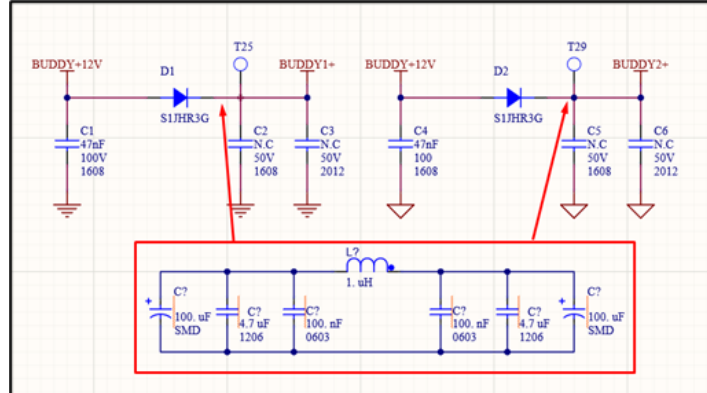 T25
T29
BUDDY+12V
BUDDY1+
BUDDY+12V
BUDDY2+
D1
D2
S1JHR3G
S1JHR3G
C1
47nF
100V
1608
C2
N.C
50V
1608
C3
N.C
50V
2012
C4
47nF
100
1608
C5
N.C
50V
1608
C6
N.C
50V
2012
L?
1. uH
C?
100. uF
SMD
C?
4.7 uF
1206
C?
100. nF
0603
C?
100. nF
0603
C?
4.7 uF
1206
C?
100. uF
SMD